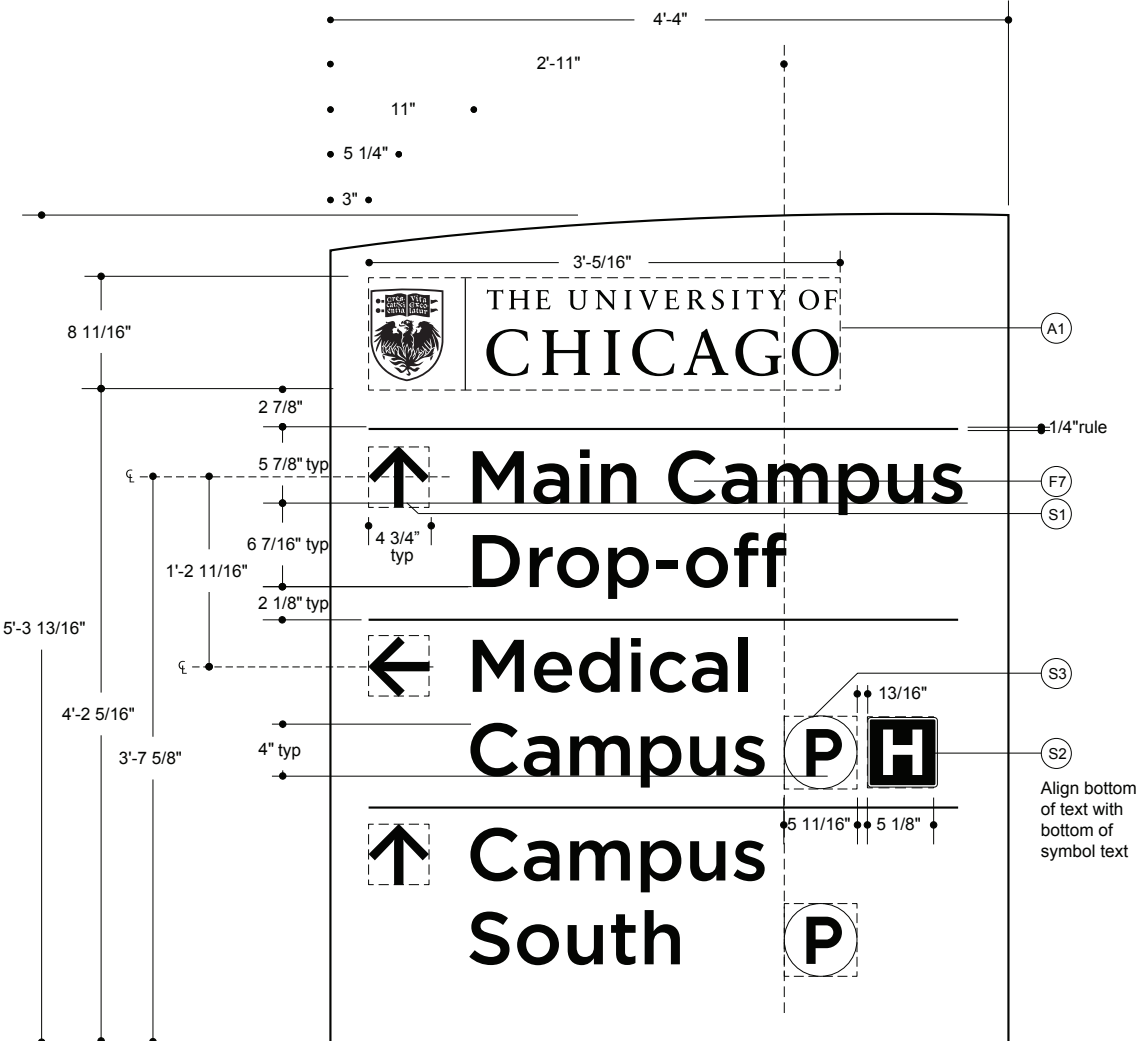 4'-4"
2'-11"
11"
5 1/4"
3"
3'-5/16"
8 11/16"
THE UNIVERSITY OF
CHICAGO
A1
2 7/8"
1/4"rule
5 7/8" typ
Main Campus
F7
S1
4 3/4"
typ
6 7/16" typ
1'-2 11/16"
Drop-off
2 1/8" typ
5'-3 13/16"
Medical
S3
13/16"
4'-2 5/16"
3'-7 5/8"
4" typ
Campus P H
S2
Align bottom
of text with
bottom of
symbol text
5 11/16"
5 1/8"
Campus
South P